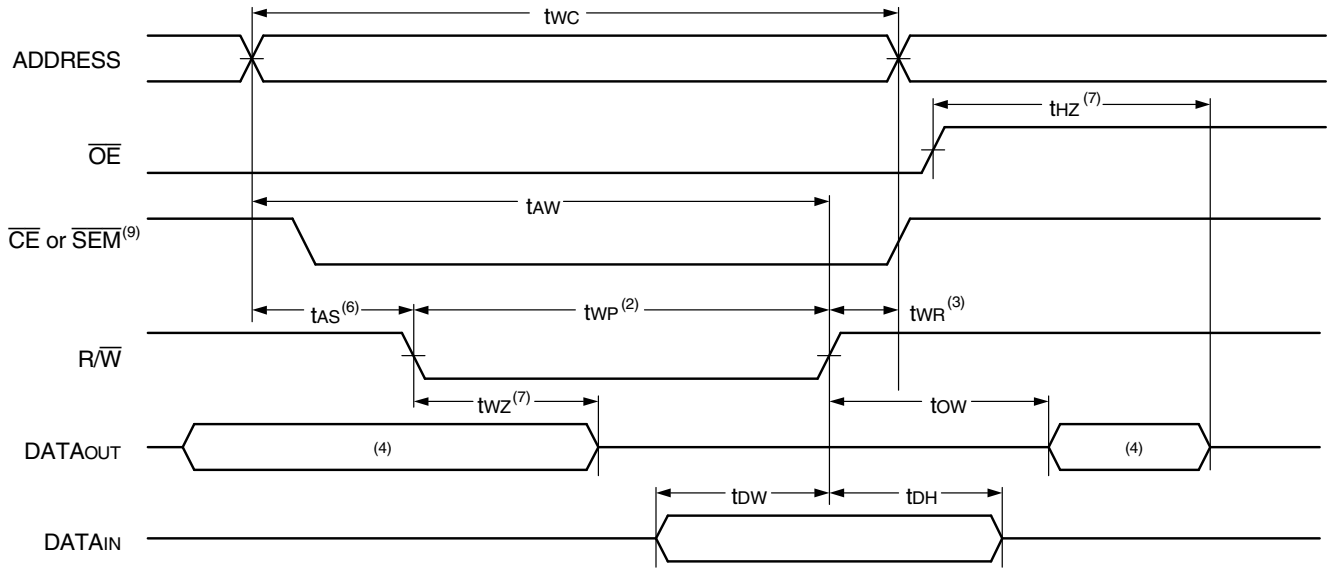 tWC
ADDRESS
tHZ(7)
OE
tAW
CE or SEM(9)
tAS(6) tWP(2) tWR(3)
R/W
tWZ(7) tOW
DATAOUT (4) (4)
tDW tDH
DATAIN